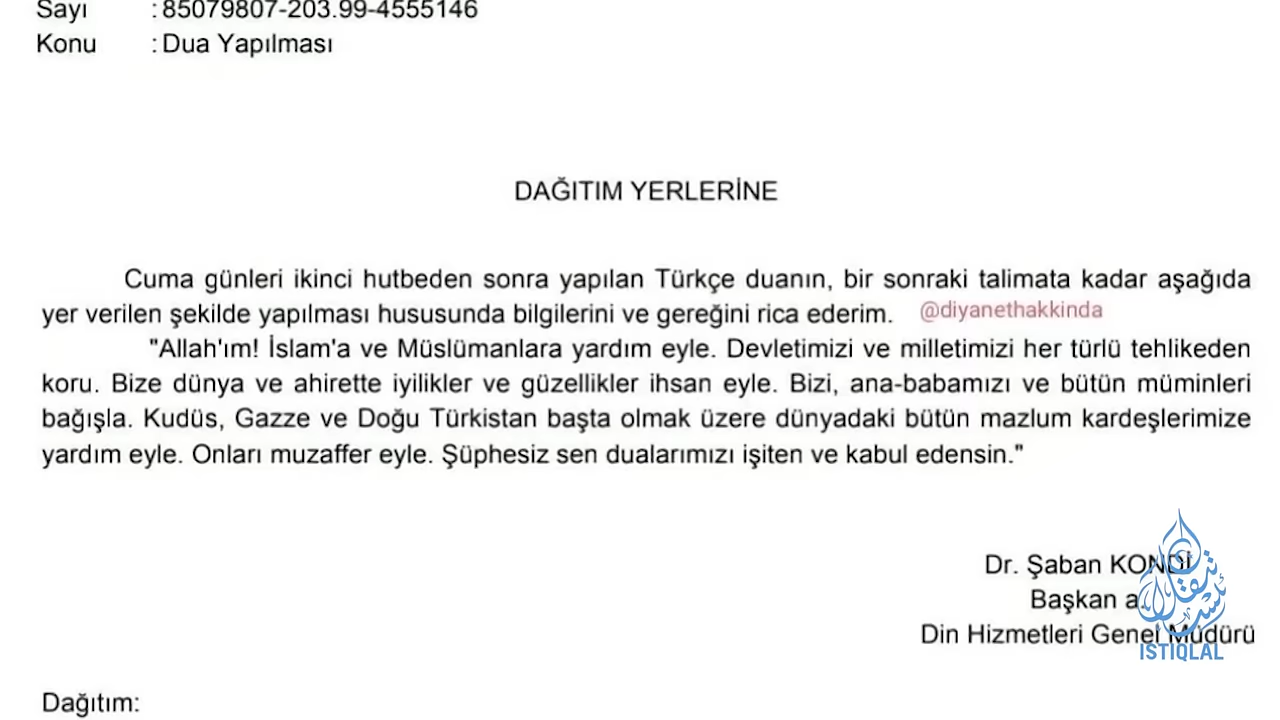 Sayı : 85079807-203.99-4555146
Konu : Dua Yapılması
DAĞITIM YERLERİNE
Cuma günleri ikinci hutbeden sonra yapılan Türkçe duanın, bir sonraki talimata kadar aşağıda
yer verilen şekilde yapılması hususunda bilgilerini ve gereğini rica ederim. @diyanethakkinda
"Allah'ım! İslam'a ve Müslümanlara yardım eyle. Devletimizi ve milletimizi her türlü tehlikeden
koru. Bize dünya ve ahirette iyilikler ve güzellikler ihsan eyle. Bizi, ana-babamızı ve bütün müminleri
bağışla. Kudüs, Gazze ve Doğu Türkistan başta olmak üzere dünyadaki bütün mazlum kardeşlerimize
yardım eyle. Onları muzaffer eyle. Şüphesiz sen dualarımızı işiten ve kabul edensin."
Dr. Şaban KONDİ
Başkan a.
Din Hizmetleri Genel Müdürü
ISTIQLAL
Dağıtım: